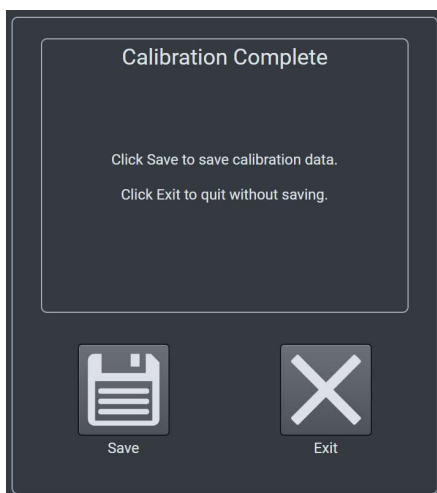 Calibration Complete
Click Save to save calibration data.
Click Exit to quit without saving.
Save
Exit